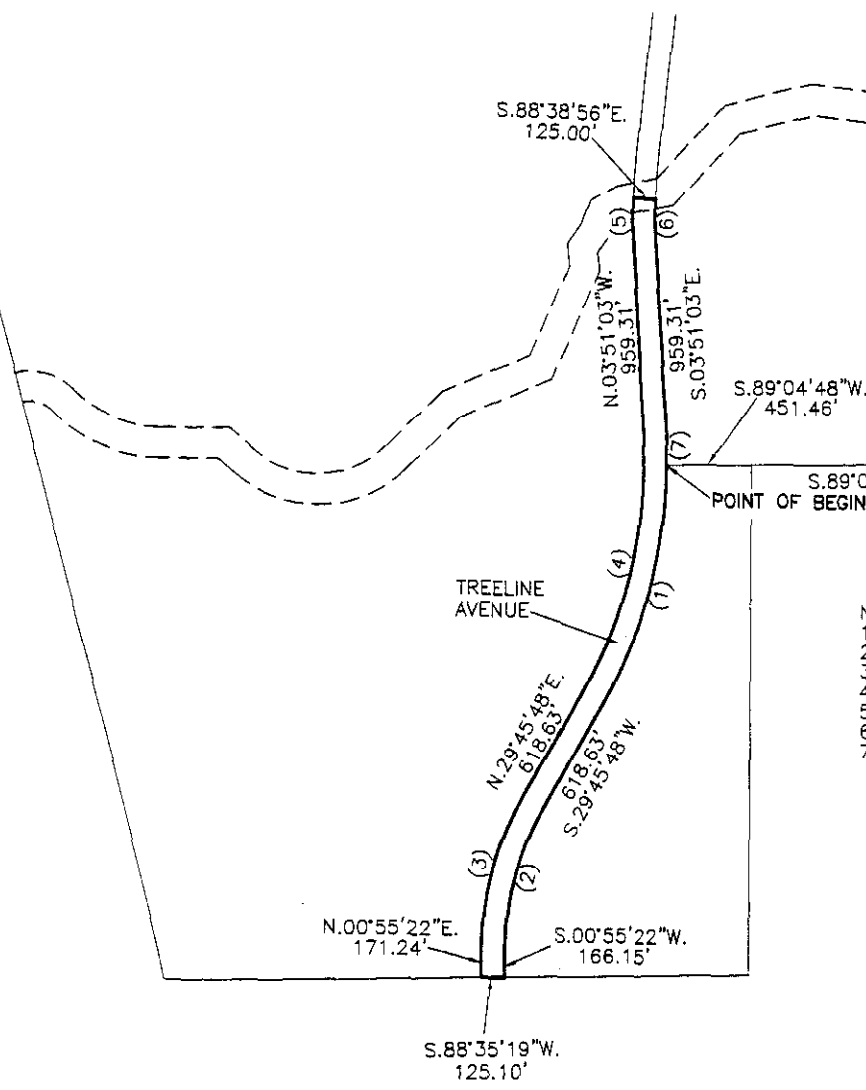 S.88°38'56"E.
125.00'
(5)
(6)
N.03°51'03"W.
959.31'
959.31'
S.03°51'03"E.
S.89°04'48"W.
451.46'
(7)
S.89°0
POINT OF BEGIN
(4)
(1)
TREELINE
AVENUE
N.29°45'48"E.
618.63'
618.63'
S.29°45'48"W.
(3)
(2)
N.00°55'22"E.
171.24'
S.00°55'22"W.
166.15'
S.88°35'19"W.
125.10'